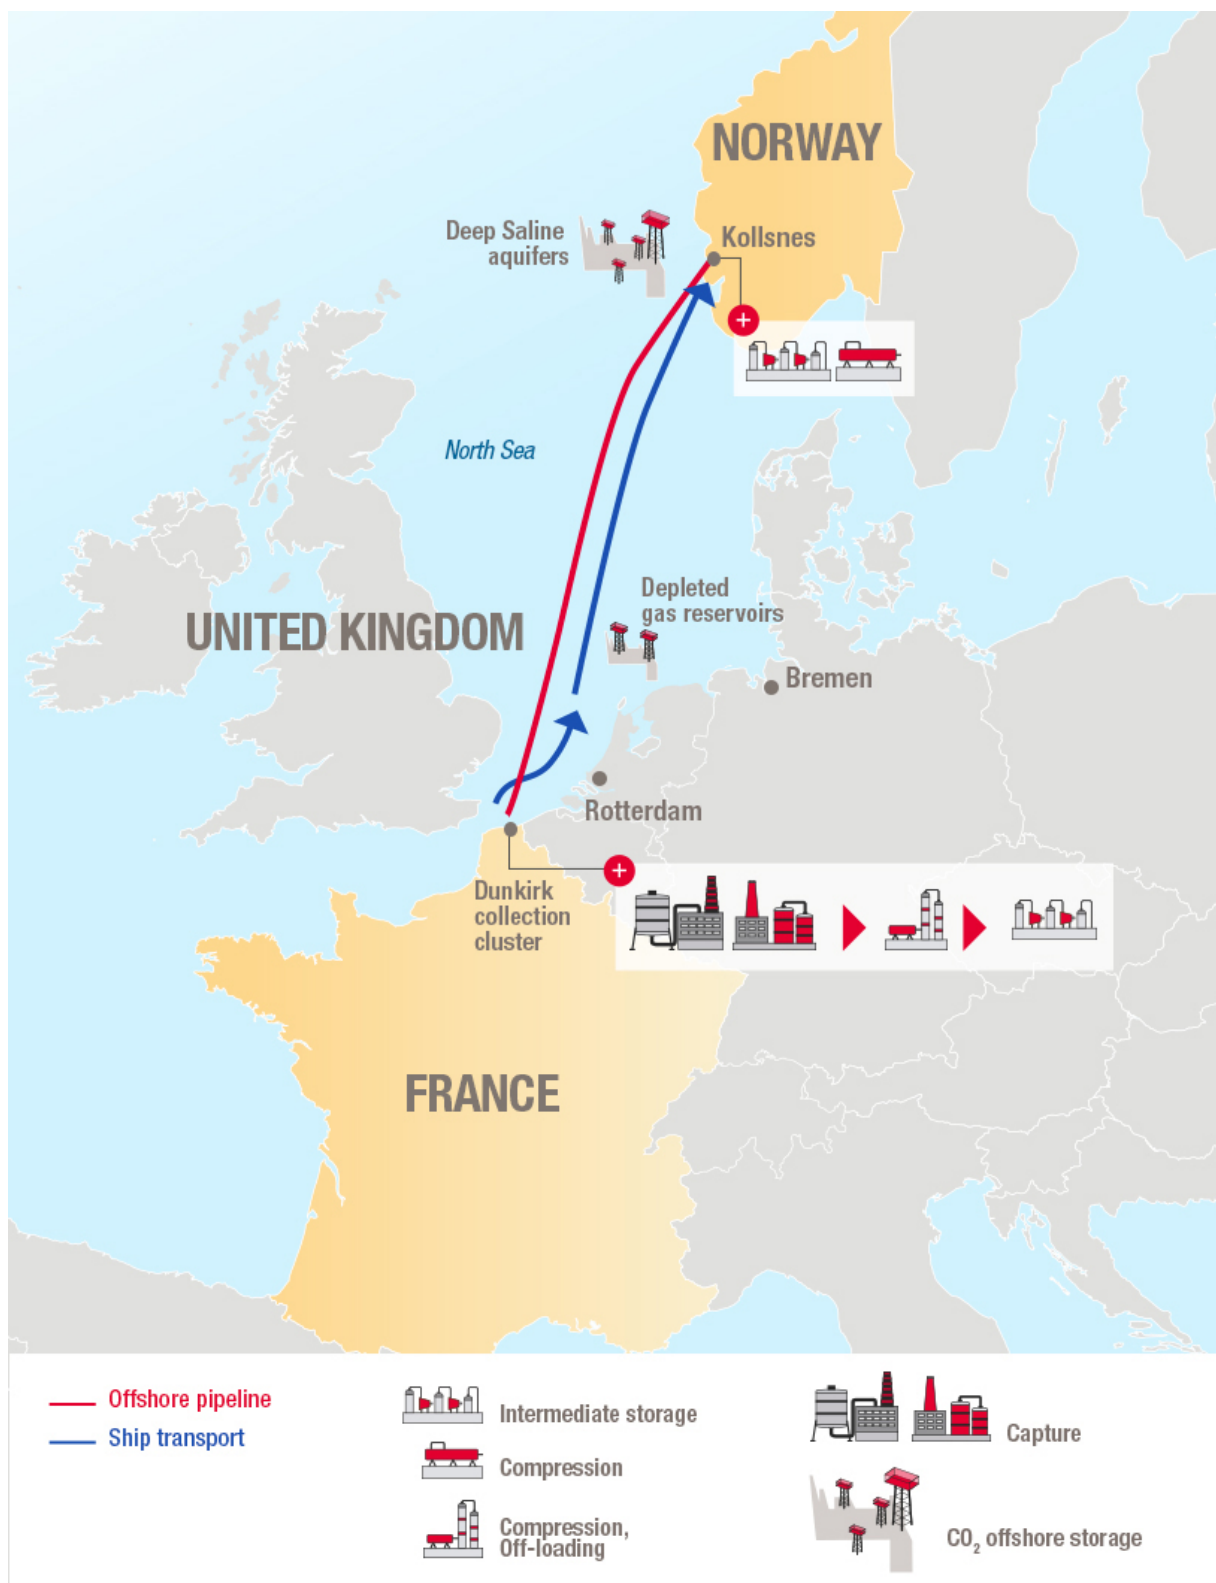 NORWAY
Deep Saline
aquifers
Kollsnes
North Sea
Depleted
gas reservoirs
UNITED KINGDOM
Bremen
Rotterdam
Dunkirk
collection
cluster
FRANCE
Offshore pipeline
Ship transport
Intermediate storage
Compression
Compression,
Off-loading
Capture
CO₂ offshore storage